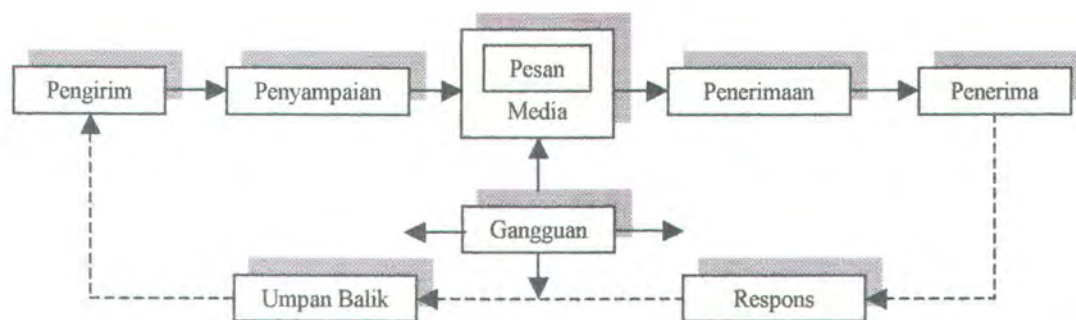 Pengirim
Penyampaian
Pesan
Media
Penerimaan
Penerima
Gangguan
Umpan Balik
Respons